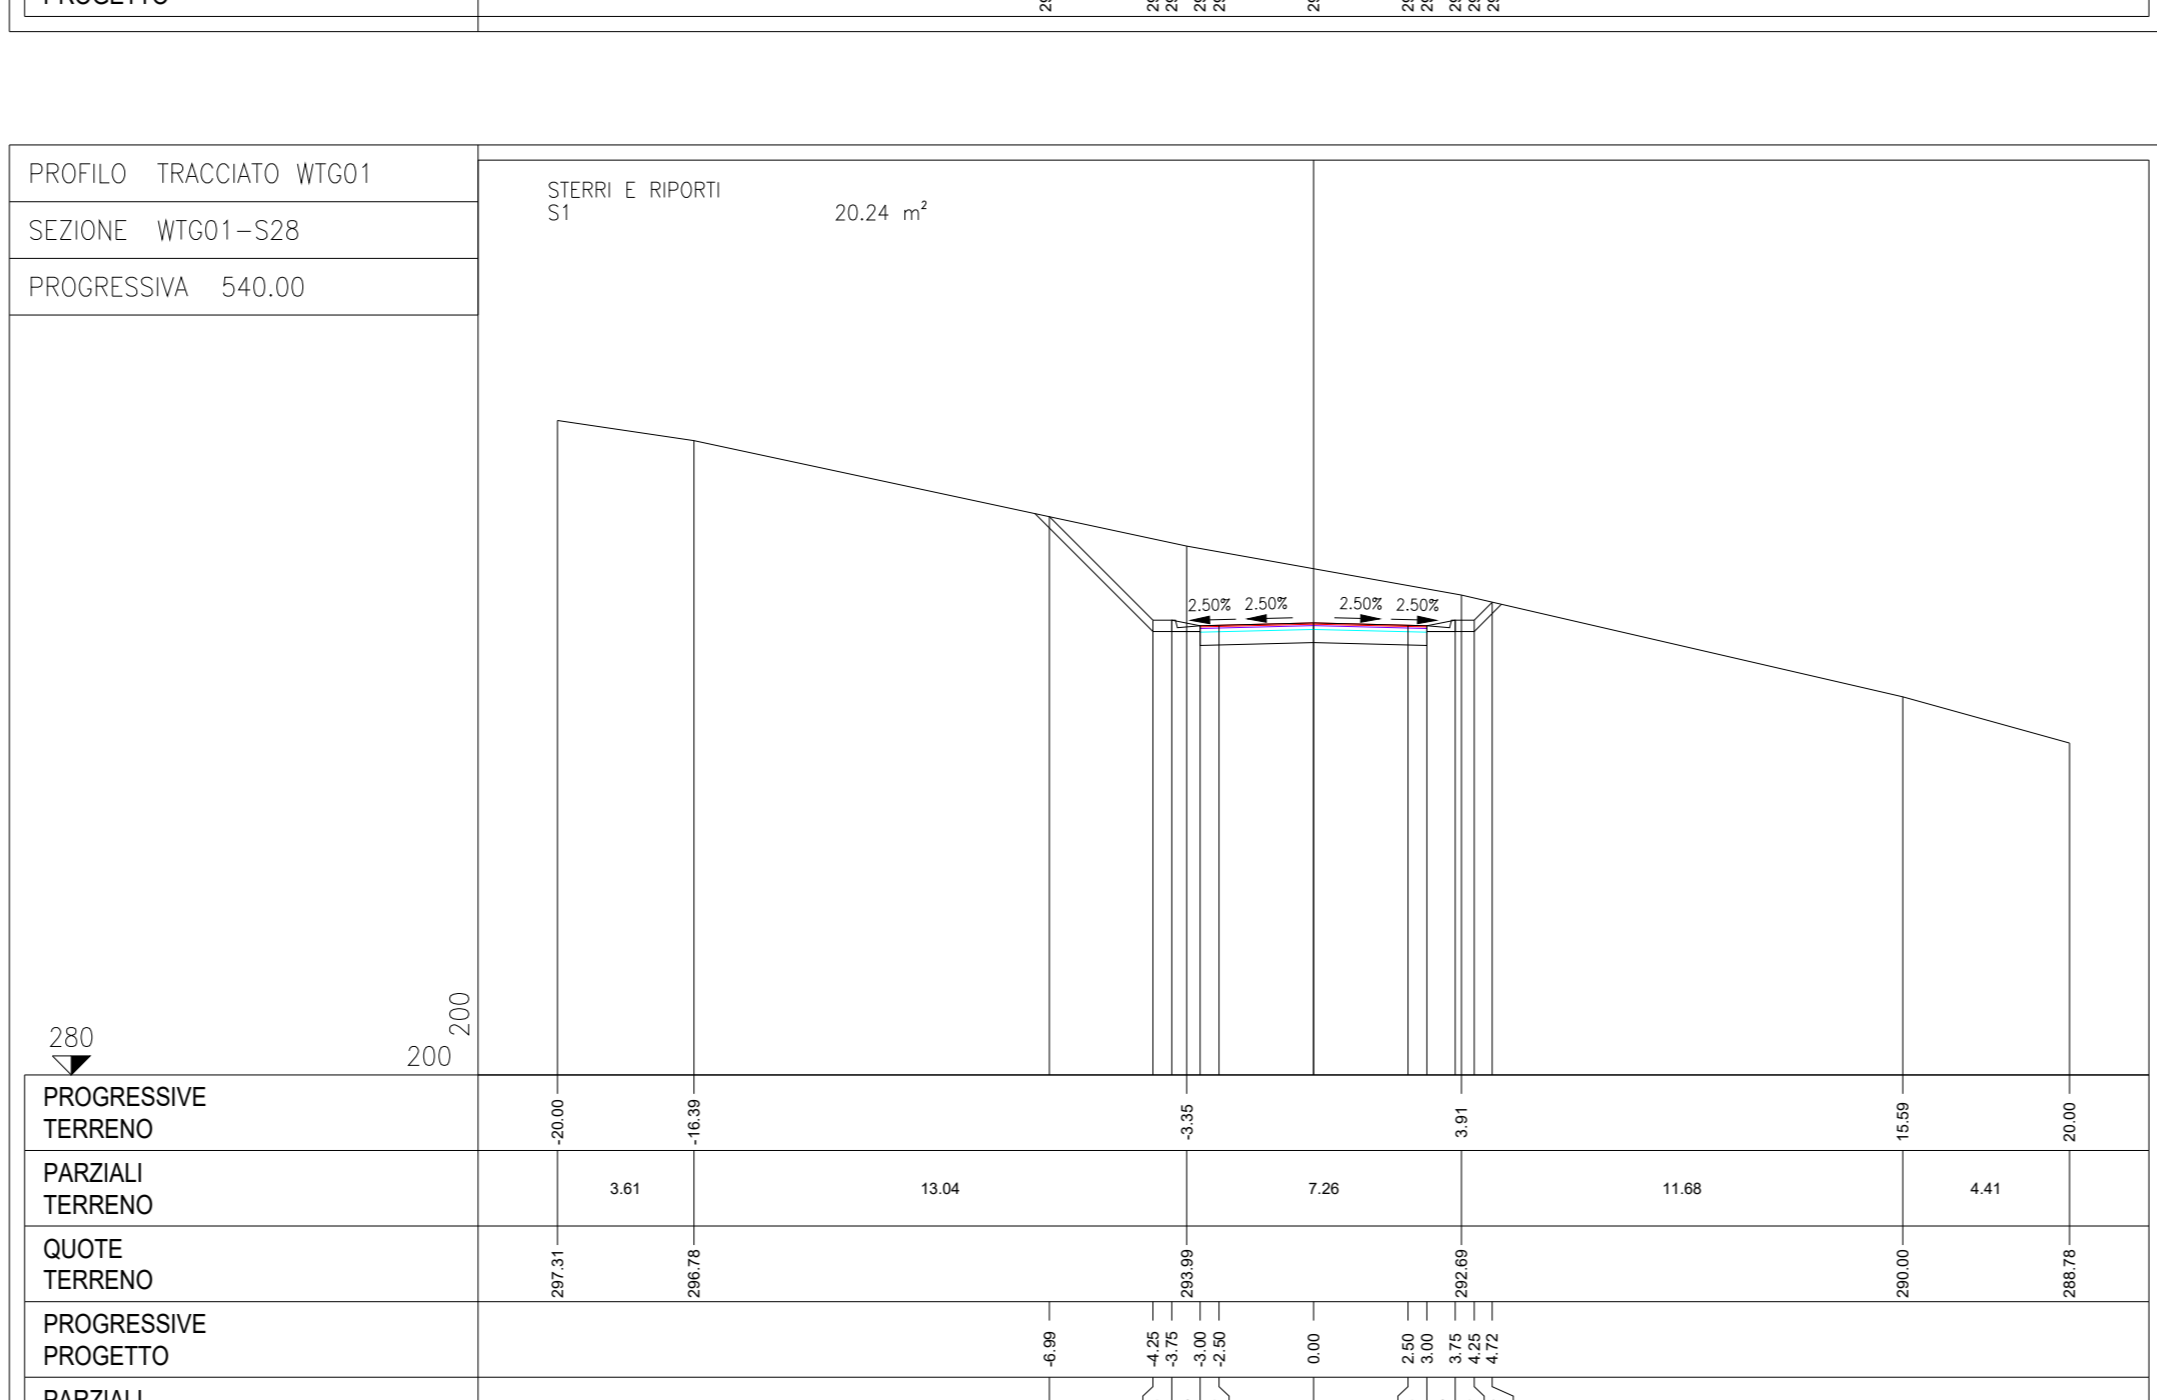 PROGETTO
PROFILO TRACCIATO WTG01
SEZIONE WTG01-S28
PROGRESSIVA 540.00
STERRI E RIPORTI
S1 20.24 m²
2.50% 2.50% 2.50% 2.50%
200
280
200
PROGRESSIVE
TERRENO
-20.00 -16.39 -3.35 3.91 15.59 20.00
PARZIALI
TERRENO
3.61 13.04 7.26 11.68 4.41
QUOTE
TERRENO
297.31 296.78 293.99 292.69 290.00 288.78
PROGRESSIVE
PROGETTO
-6.99 -4.25 -3.75 -3.00 -2.50 0.00 2.50 3.00 3.75 4.25 4.72
PARZIALI